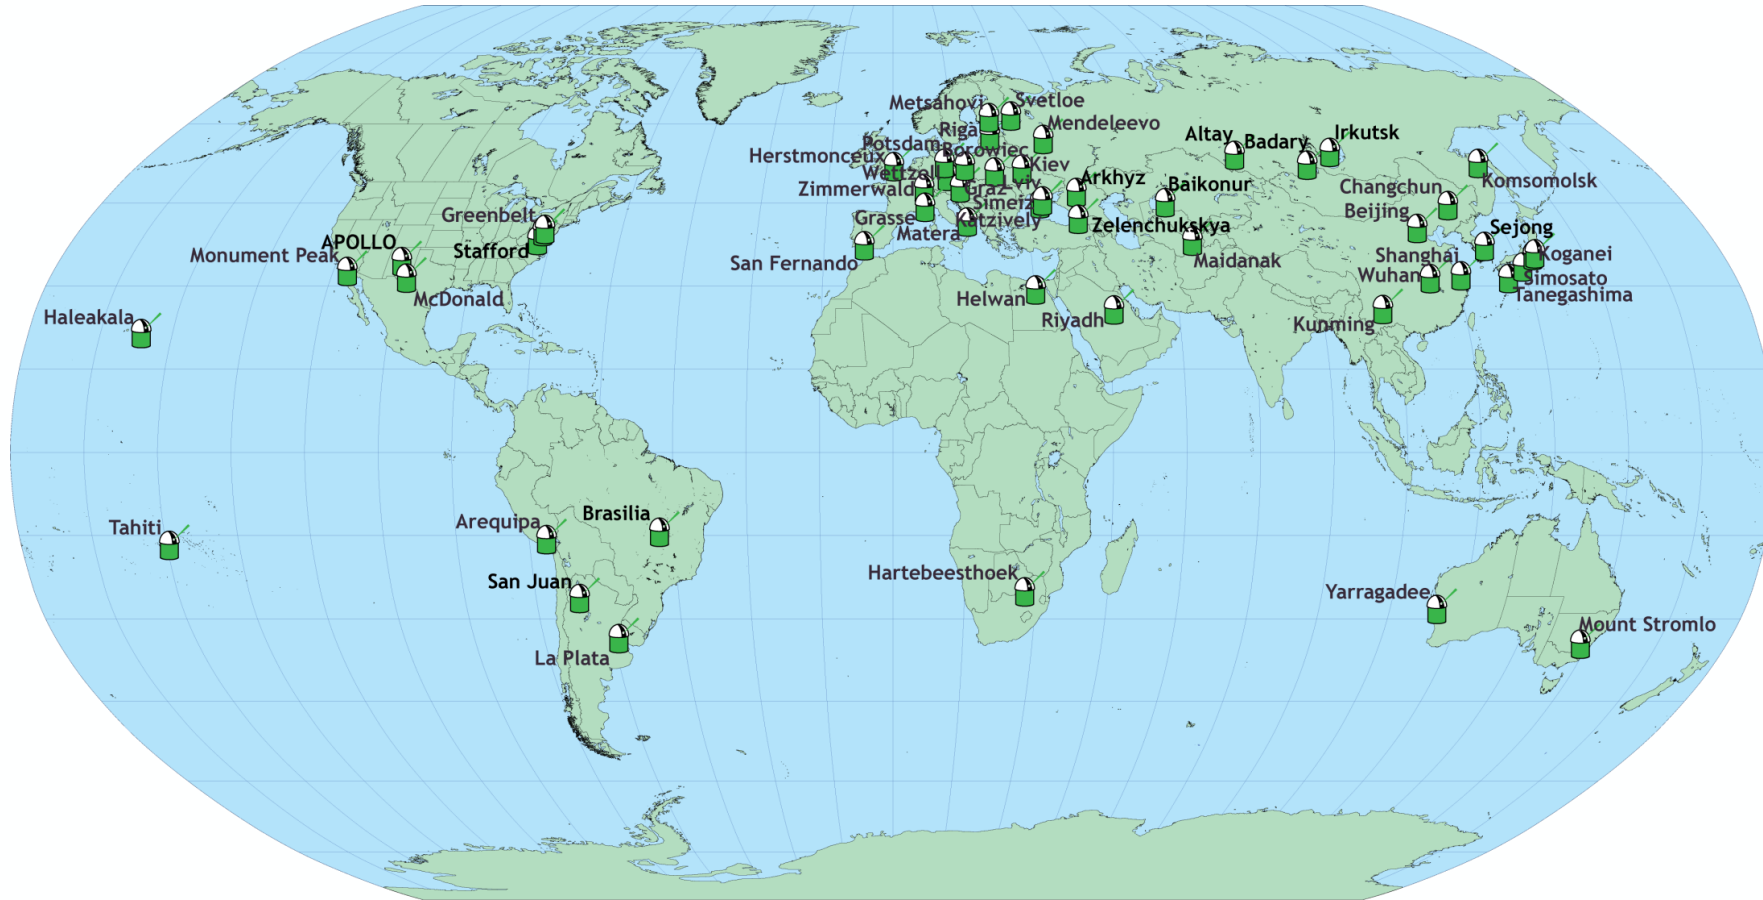 Metsahovi
Svetloe
Riga
Mendeleevo
Potsdam
Borowiec
Herstmonceux
Kiev
Wettzell
Lviv
Zimmerwald
Graz
Simeiz
Grasse
Katzively
Matera
San Fernando
Altay
Badary
Irkutsk
Arkhyz
Baikonur
Zelenchukskya
Maidanak
Komsomolsk
Changchun
Beijing
Sejong
Shanghai
Koganei
Wuhan
Simosato
Tanegashima
Kunming
Greenbelt
Stafford
APOLLO
Monument Peak
McDonald
Haleakala
Helwan
Riyadh
Tahiti
Arequipa
Brasilia
San Juan
La Plata
Hartebeesthoek
Yarragadee
Mount Stromlo